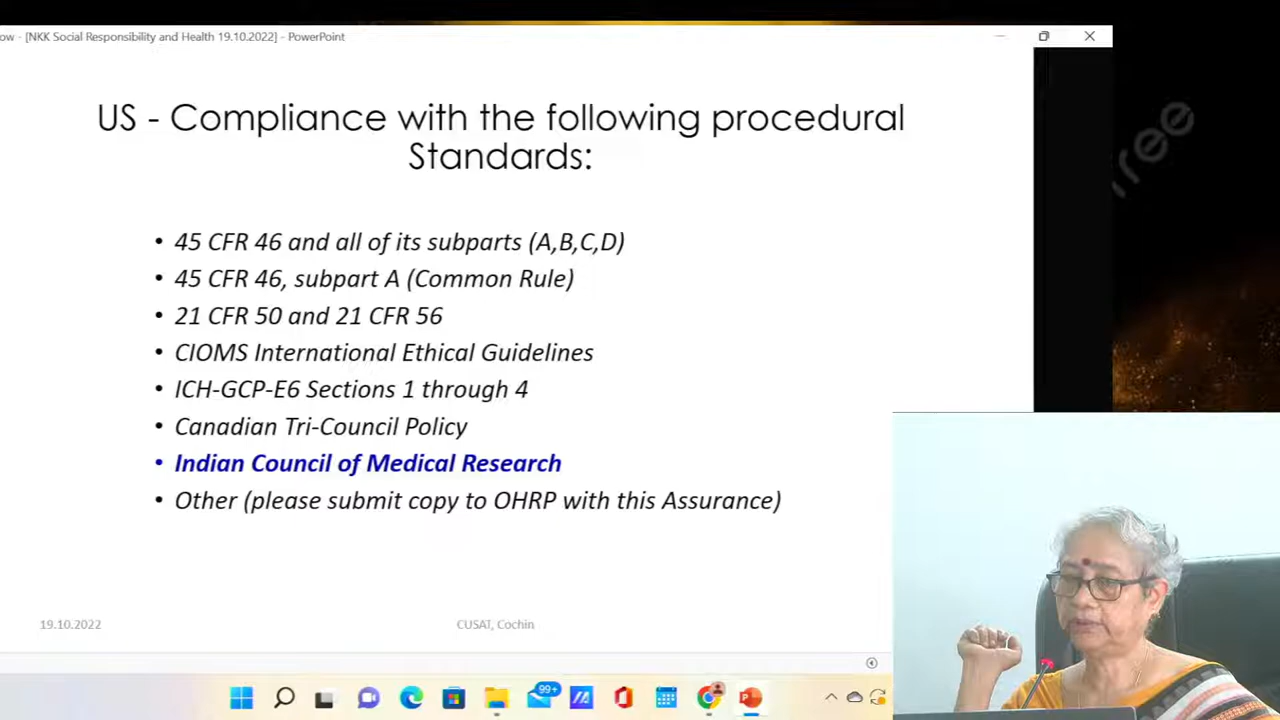 ow - [NKK Social Responsibility and Health 19.10.2022] - PowerPoint
US - Compliance with the following procedural
Standards:
• 45 CFR 46 and all of its subparts (A,B,C,D)
• 45 CFR 46, subpart A (Common Rule)
• 21 CFR 50 and 21 CFR 56
• CIOMS International Ethical Guidelines
• ICH-GCP-E6 Sections 1 through 4
• Canadian Tri-Council Policy
• Indian Council of Medical Research
• Other (please submit copy to OHRP with this Assurance)
19.10.2022
CUSAT, Cochin
99+